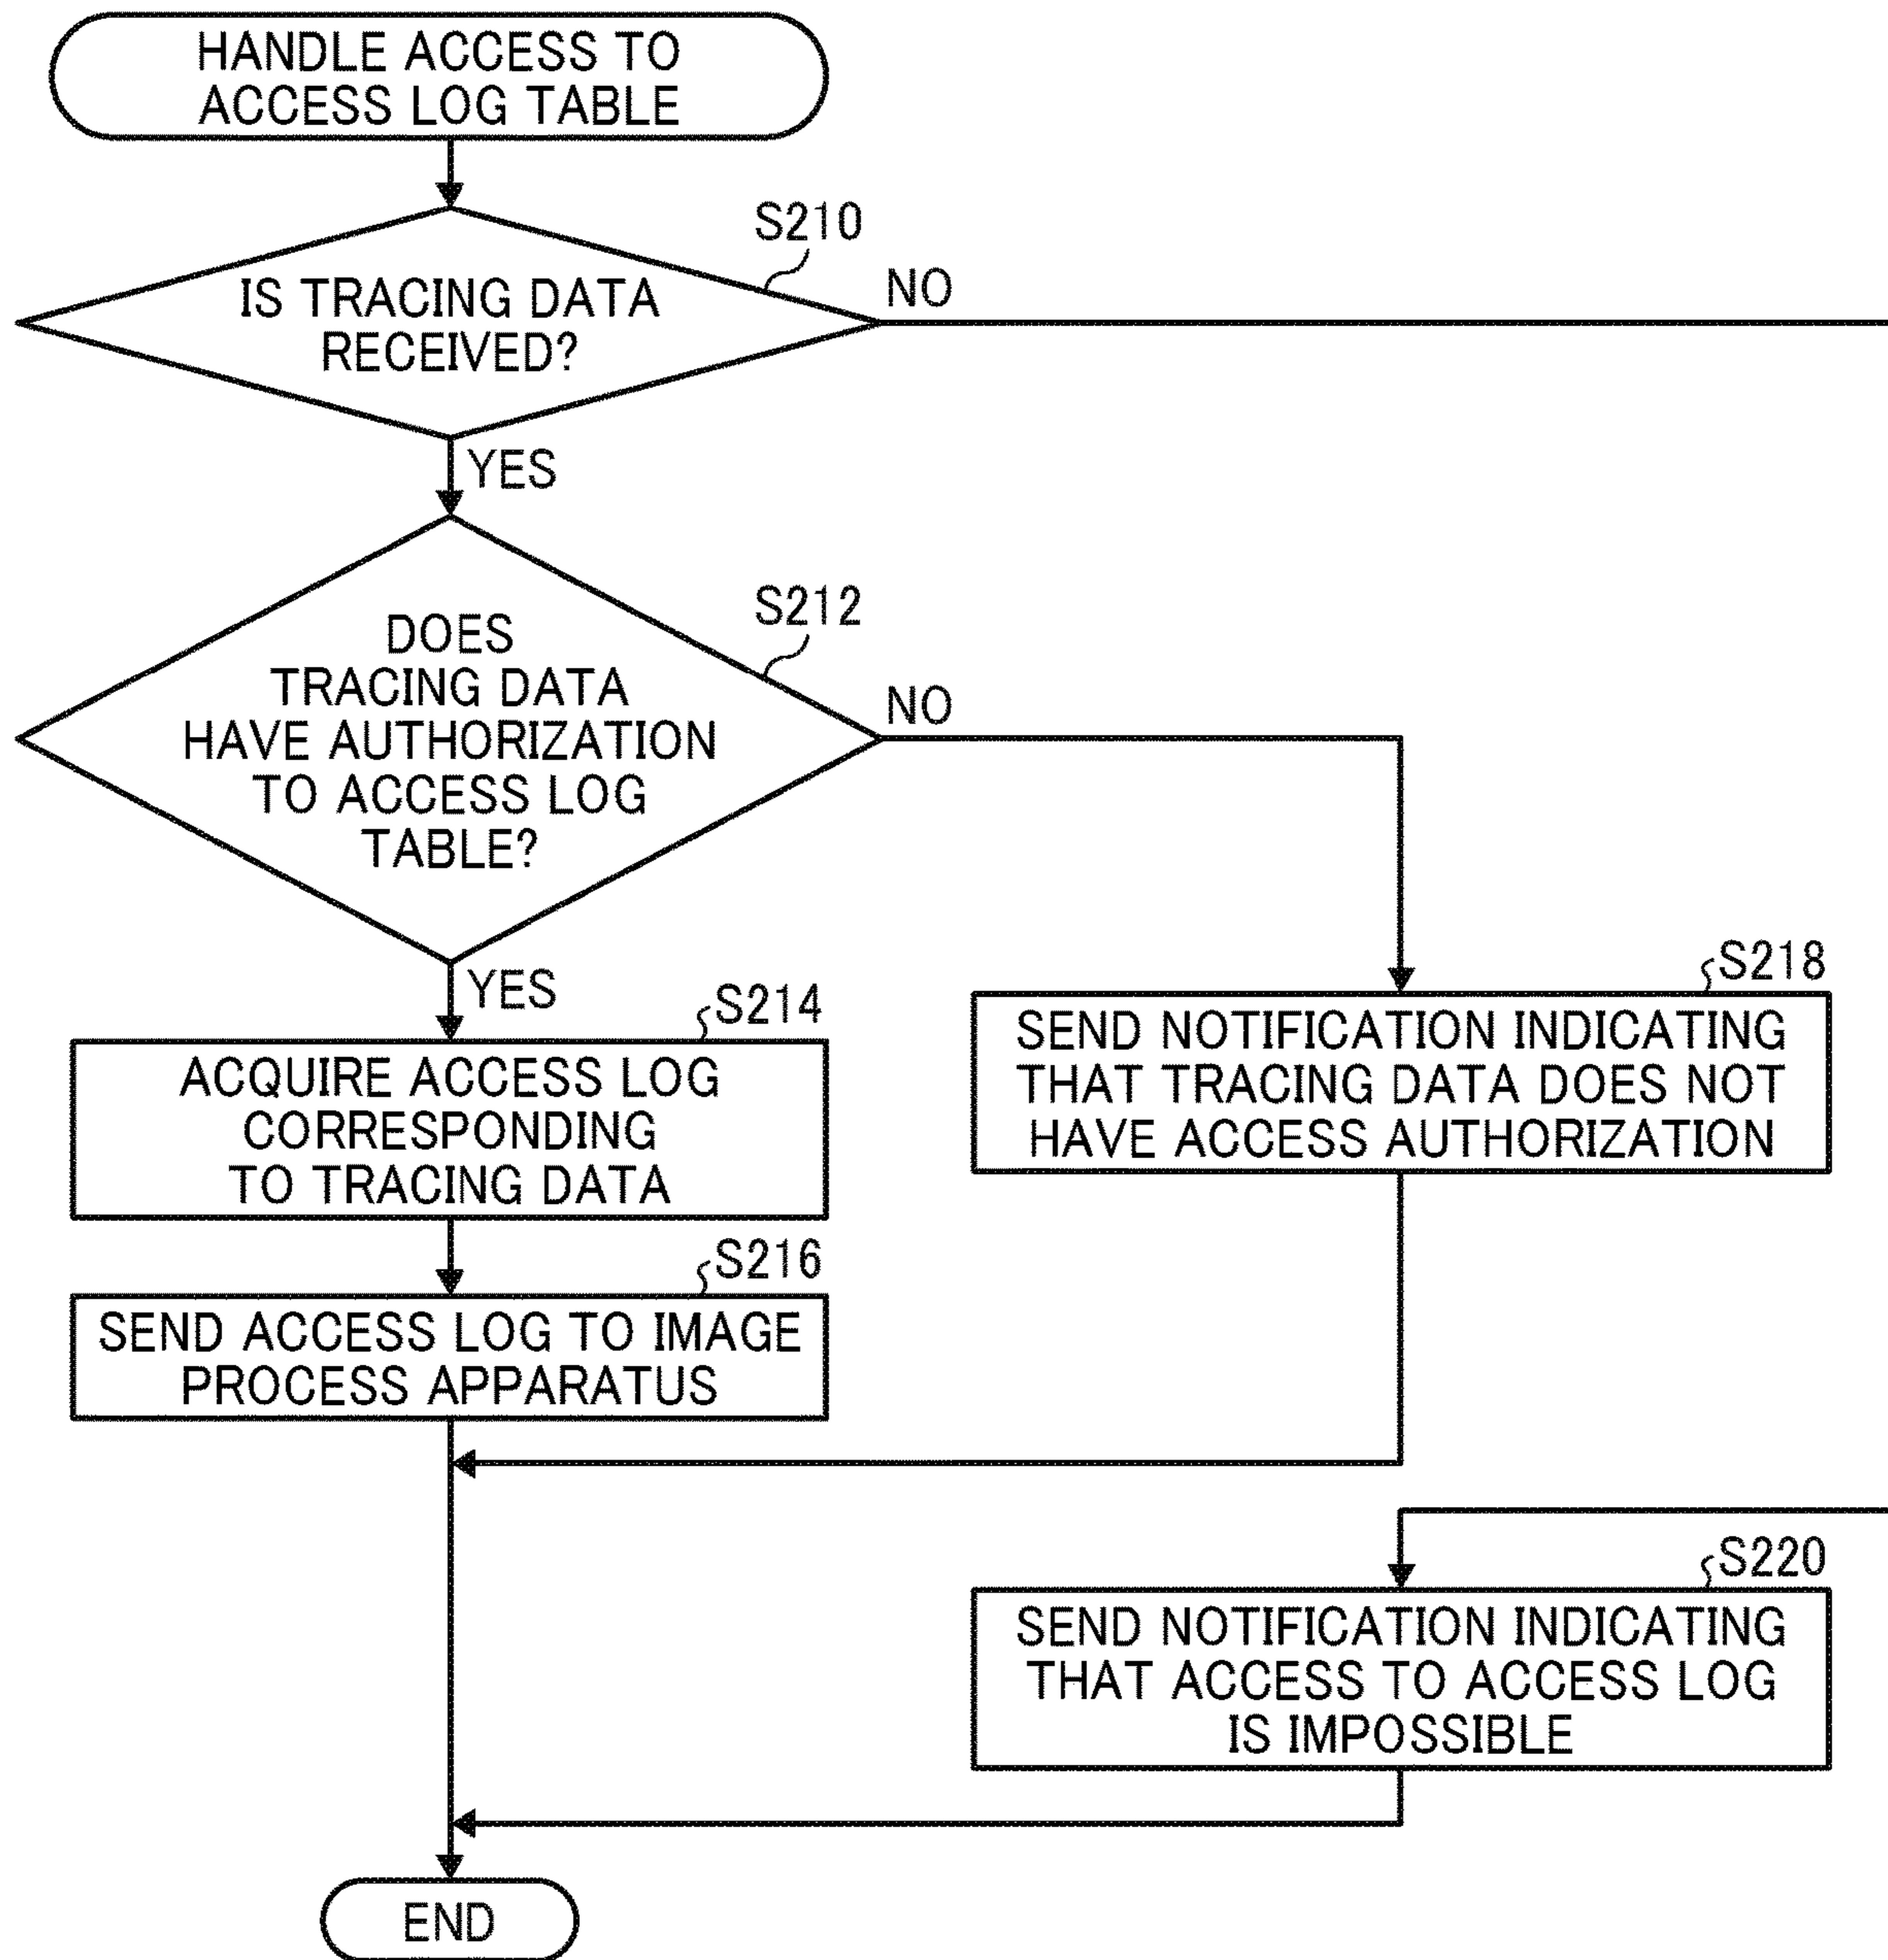 HANDLE ACCESS TO
ACCESS LOG TABLE
S210
IS TRACING DATA
RECEIVED?
NO
YES
S212
DOES
TRACING DATA
HAVE AUTHORIZATION
TO ACCESS LOG
TABLE?
NO
YES
S214
ACQUIRE ACCESS LOG
CORRESPONDING
TO TRACING DATA
S218
SEND NOTIFICATION INDICATING
THAT TRACING DATA DOES NOT
HAVE ACCESS AUTHORIZATION
S216
SEND ACCESS LOG TO IMAGE
PROCESS APPARATUS
S220
SEND NOTIFICATION INDICATING
THAT ACCESS TO ACCESS LOG
IS IMPOSSIBLE
END